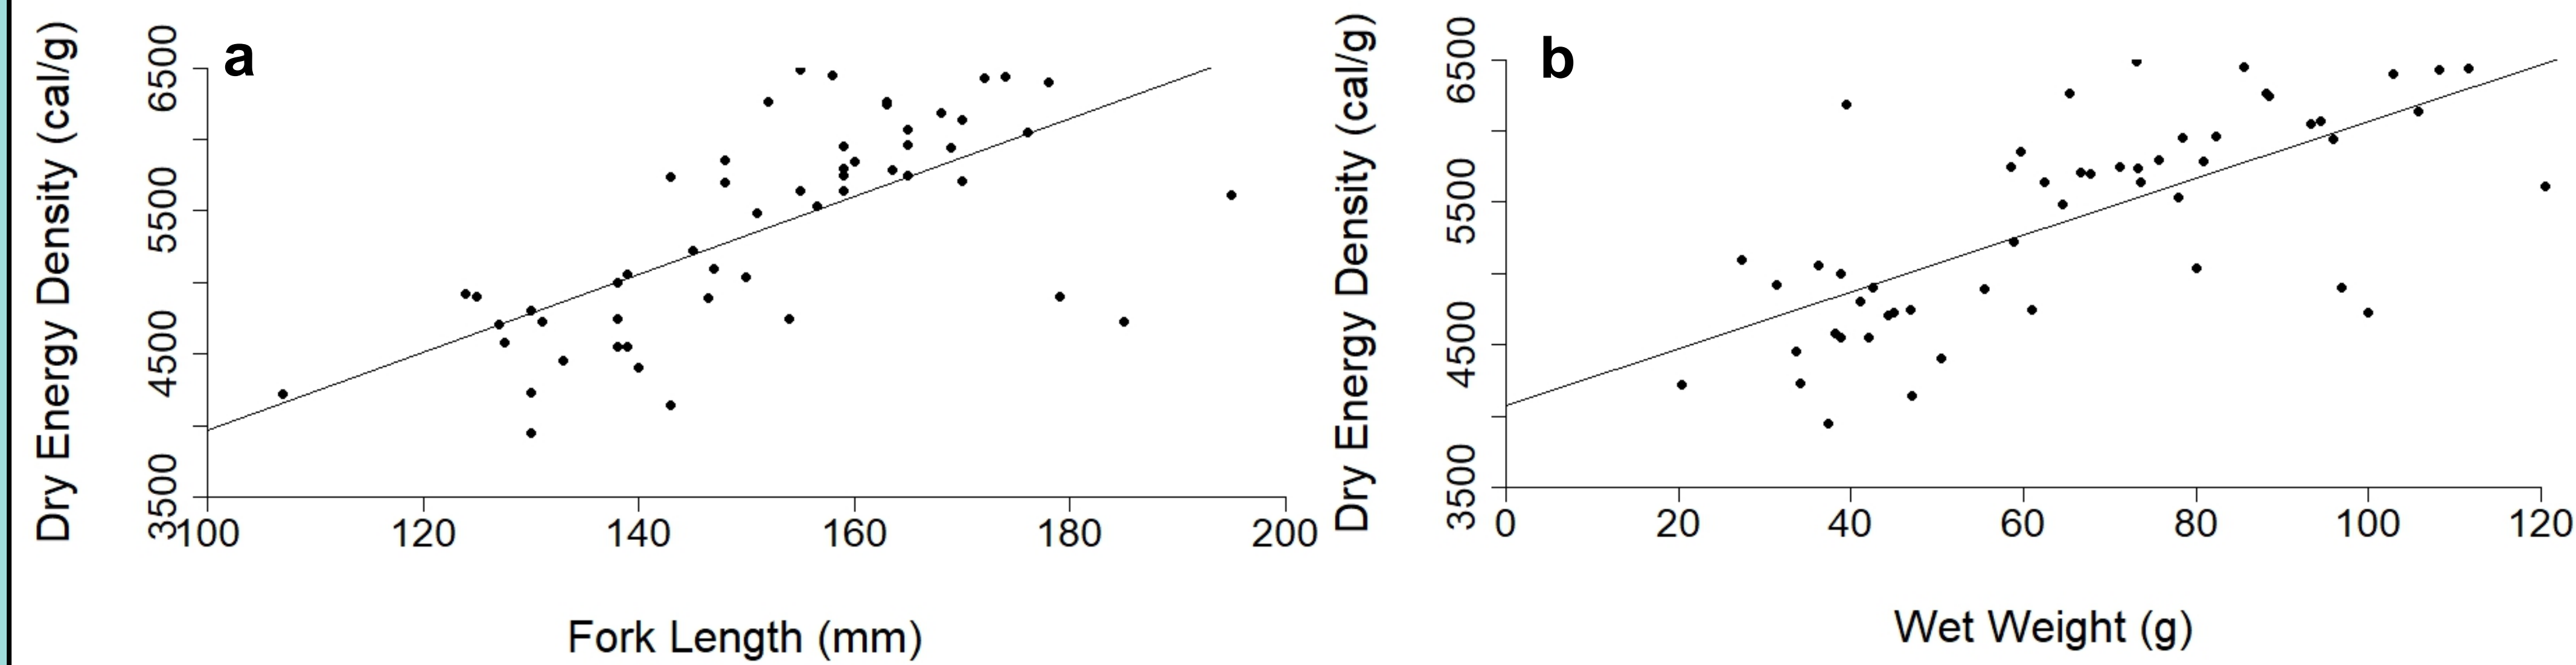 a
Dry Energy Density (cal/g)
6500
5500
4500
3500
100 120 140 160 180 200
Fork Length (mm)
b
Dry Energy Density (cal/g)
6500
5500
4500
3500
0 20 40 60 80 100 120
Wet Weight (g)